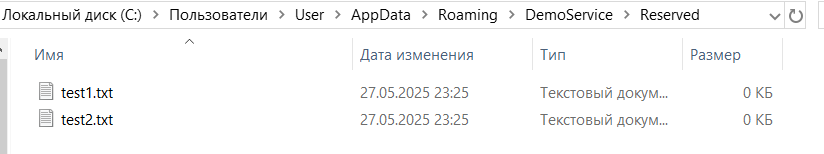 Локальный диск (C:) > Пользователи > User > AppData > Roaming > DemoService > Reserved
Имя Дата изменения Тип Размер
test1.txt 27.05.2025 23:25 Текстовый докум... 0 КБ
test2.txt 27.05.2025 23:25 Текстовый докум... 0 КБ